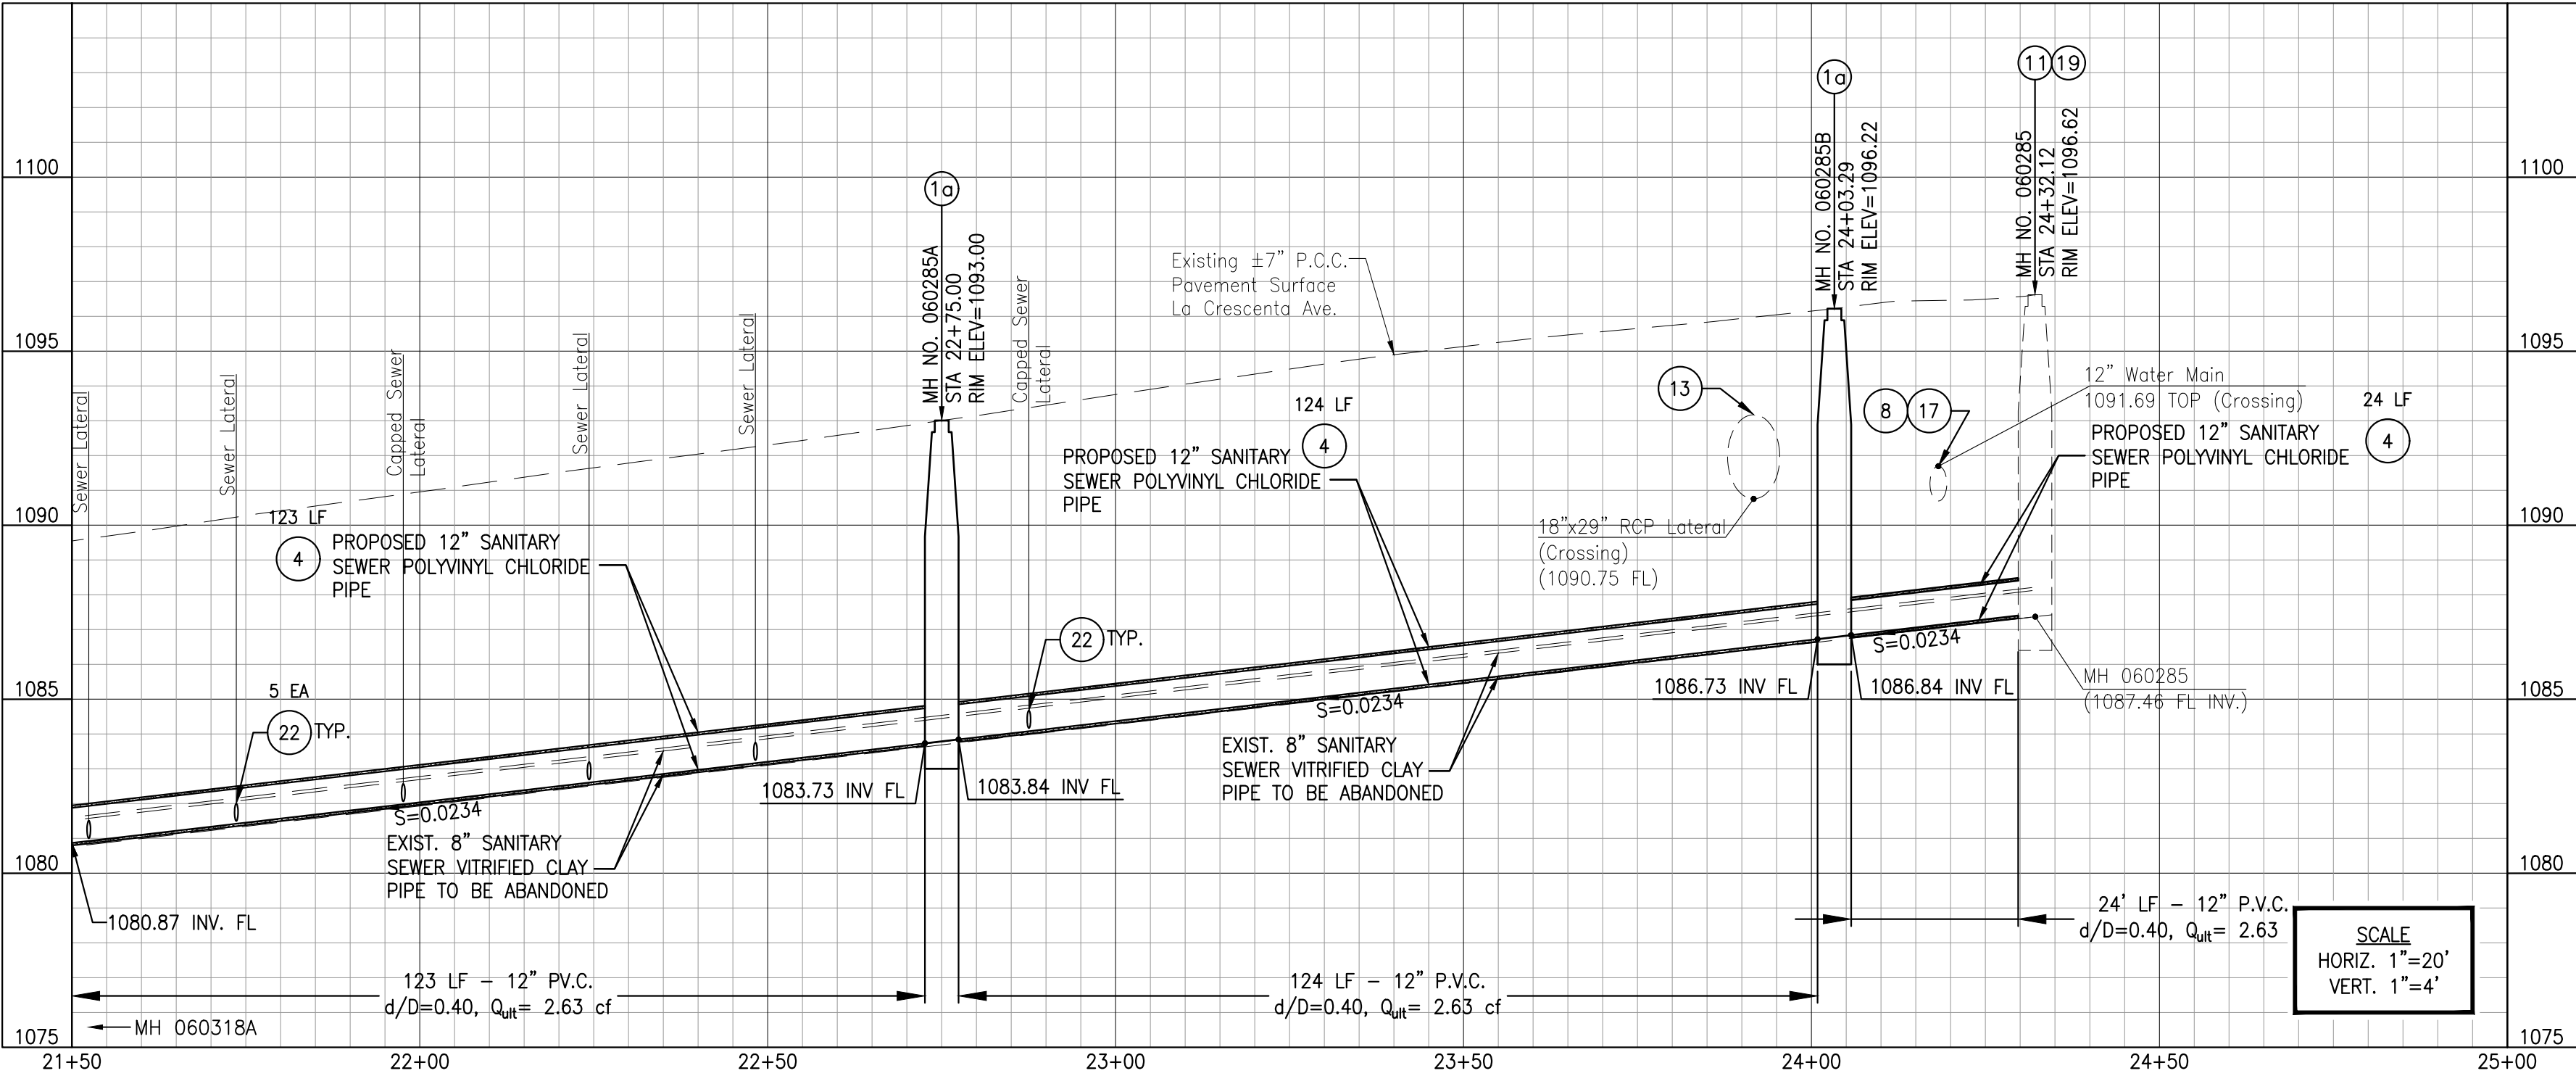 1a
11
19
MH NO. 060285B
STA 24+03.29
RIM ELEV=1096.22
MH NO. 060285
STA 24+32.12
RIM ELEV=1096.62
1100
1100
1a
MH NO. 060285A
STA 22+75.00
RIM ELEV=1093.00
Existing ±7" P.C.C.
Pavement Surface
La Crescenta Ave.
Sewer Lateral
Sewer Lateral
Capped Sewer
Lateral
Sewer Lateral
Sewer Lateral
Capped Sewer
Lateral
1095
1095
13
12" Water Main
1091.69 TOP (Crossing)
8
17
24 LF
4
PROPOSED 12" SANITARY
SEWER POLYVINYL CHLORIDE
PIPE
124 LF
4
PROPOSED 12" SANITARY
SEWER POLYVINYL CHLORIDE
PIPE
1090
1090
123 LF
4
PROPOSED 12" SANITARY
SEWER POLYVINYL CHLORIDE
PIPE
18"x29" RCP Lateral
(Crossing)
(1090.75 FL)
22
TYP.
S=0.0234
1085
1085
5 EA
22
TYP.
S=0.0234
1086.73 INV FL
1086.84 INV FL
MH 060285
(1087.46 FL INV.)
EXIST. 8" SANITARY
SEWER VITRIFIED CLAY
PIPE TO BE ABANDONED
1083.73 INV FL
1083.84 INV FL
S=0.0234
EXIST. 8" SANITARY
SEWER VITRIFIED CLAY
PIPE TO BE ABANDONED
1080
1080
1080.87 INV. FL
24' LF - 12" P.V.C.
d/D=0.40, Qult= 2.63
SCALE
HORIZ. 1"=20'
VERT. 1"=4'
123 LF - 12" PV.C.
d/D=0.40, Qult= 2.63 cf
124 LF - 12" P.V.C.
d/D=0.40, Qult= 2.63 cf
MH 060318A
1075
1075
21+50
22+00
22+50
23+00
23+50
24+00
24+50
25+00